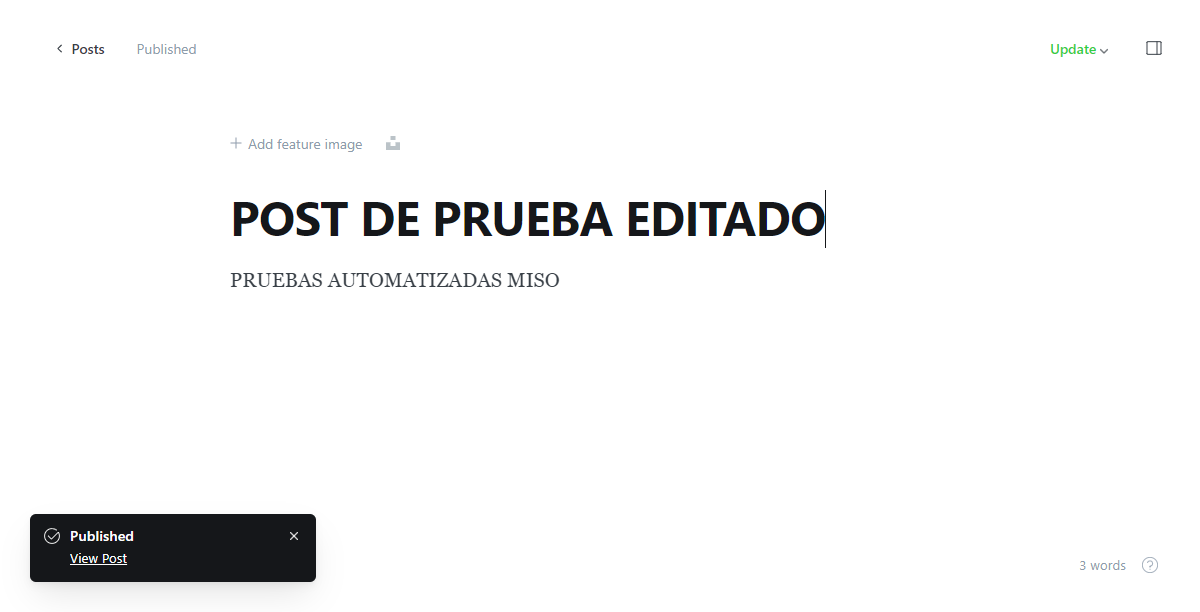 Posts Published Update
Add feature image
POST DE PRUEBA EDITADO
PRUEBAS AUTOMATIZADAS MISO
Published
View Post
3 words ?